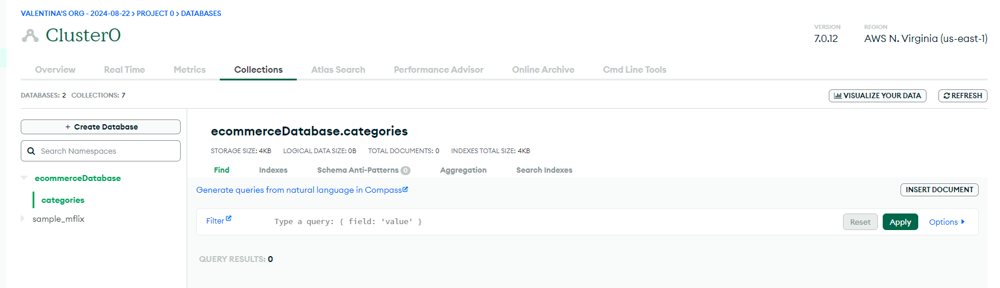 VALENTINA'S ORG - 2024-08-22 > PROJECT 0 > DATABASES
Cluster0
VERSION
7.0.12
REGION
AWS N. Virginia (us-east-1)
Overview Real Time Metrics Collections Atlas Search Performance Advisor Online Archive Cmd Line Tools
DATABASES: 2 COLLECTIONS: 7
VISUALIZE YOUR DATA REFRESH
+ Create Database
Search Namespaces
ecommerceDatabase
categories
sample_mflix
ecommerceDatabase.categories
STORAGE SIZE: 4KB LOGICAL DATA SIZE: 0B TOTAL DOCUMENTS: 0 INDEXES TOTAL SIZE: 4KB
Find Indexes Schema Anti-Patterns 0 Aggregation Search Indexes
Generate queries from natural language in Compass
INSERT DOCUMENT
Filter Type a query: { field: 'value' } Reset Apply Options
QUERY RESULTS: 0